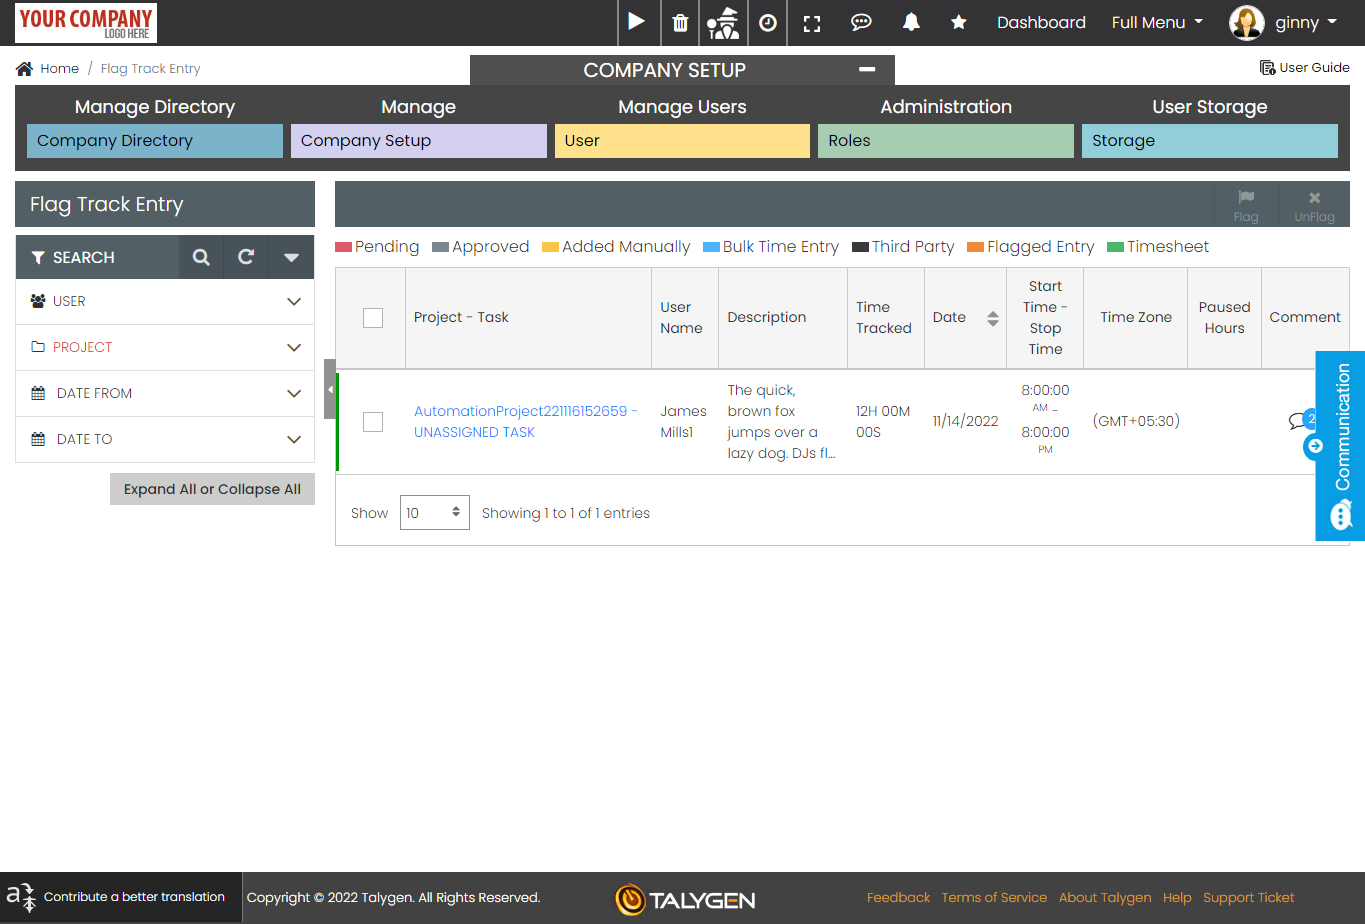 YOUR COMPANY
LOGO HERE
Dashboard
Full Menu
ginny
Home / Flag Track Entry
COMPANY SETUP
User Guide
Manage Directory
Manage
Manage Users
Administration
User Storage
Company Directory
Company Setup
User
Roles
Storage
Flag Track Entry
Flag
UnFlag
SEARCH
USER
PROJECT
DATE FROM
DATE TO
Expand All or Collapse All
Pending Approved Added Manually Bulk Time Entry Third Party Flagged Entry Timesheet
Project - Task
User
Name
Description
Time
Tracked
Date
Start
Time -
Stop
Time
Time Zone
Paused
Hours
Comment
AutomationProject221116152659 -
UNASSIGNED TASK
James
Mills1
The quick,
brown fox
jumps over a
lazy dog. DJs fl...
12H 00M
00S
11/14/2022
8:00:00
AM –
8:00:00
PM
(GMT+05:30)
2
Communication
Show 10 Showing 1 to 1 of 1 entries
Contribute a better translation
Copyright © 2022 Talygen. All Rights Reserved.
TALYGEN
Feedback Terms of Service About Talygen Help Support Ticket